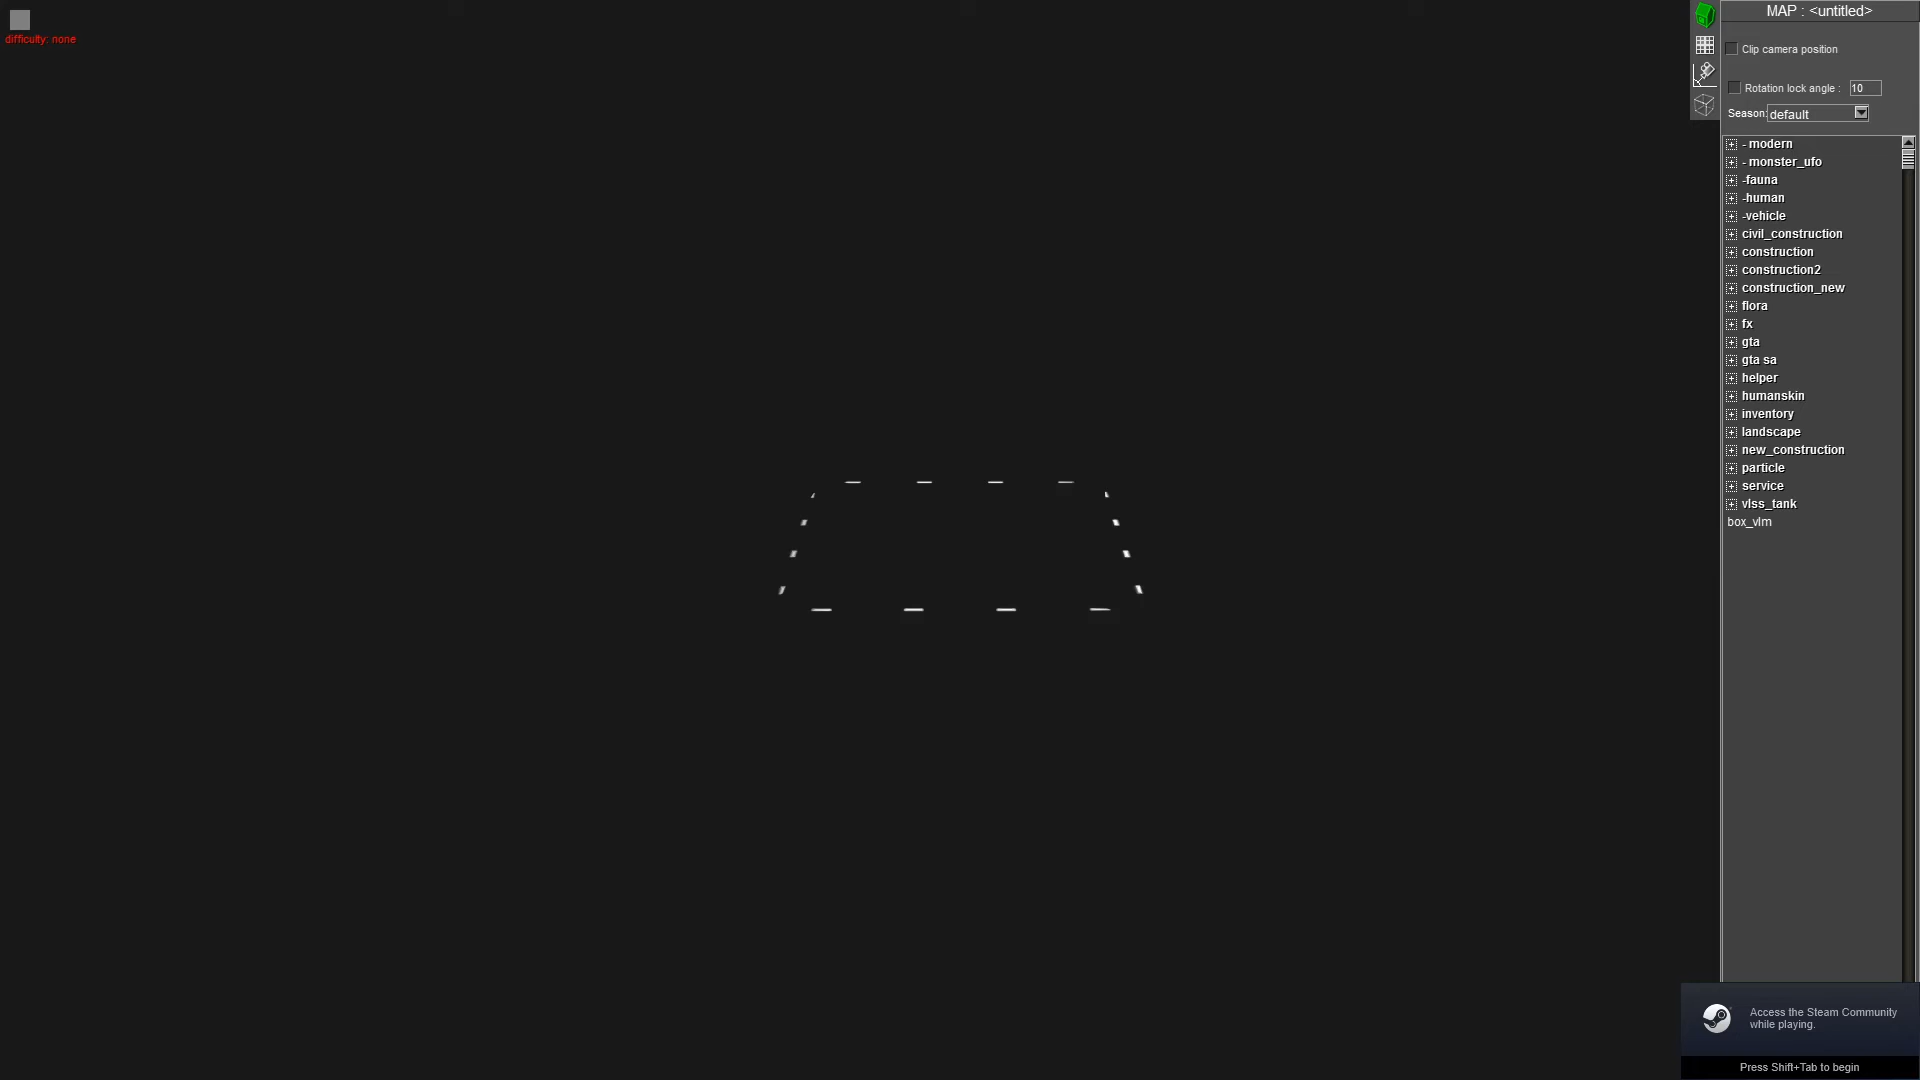 difficulty: none
MAP : <untitled>
Clip camera position
Rotation lock angle : 10
Season: default
- modern
- monster_ufo
-fauna
-human
-vehicle
civil_construction
construction
construction2
construction_new
flora
fx
gta
gta sa
helper
humanskin
inventory
landscape
new_construction
particle
service
vlss_tank
box_vlm
Access the Steam Community
while playing.
Press Shift+Tab to begin